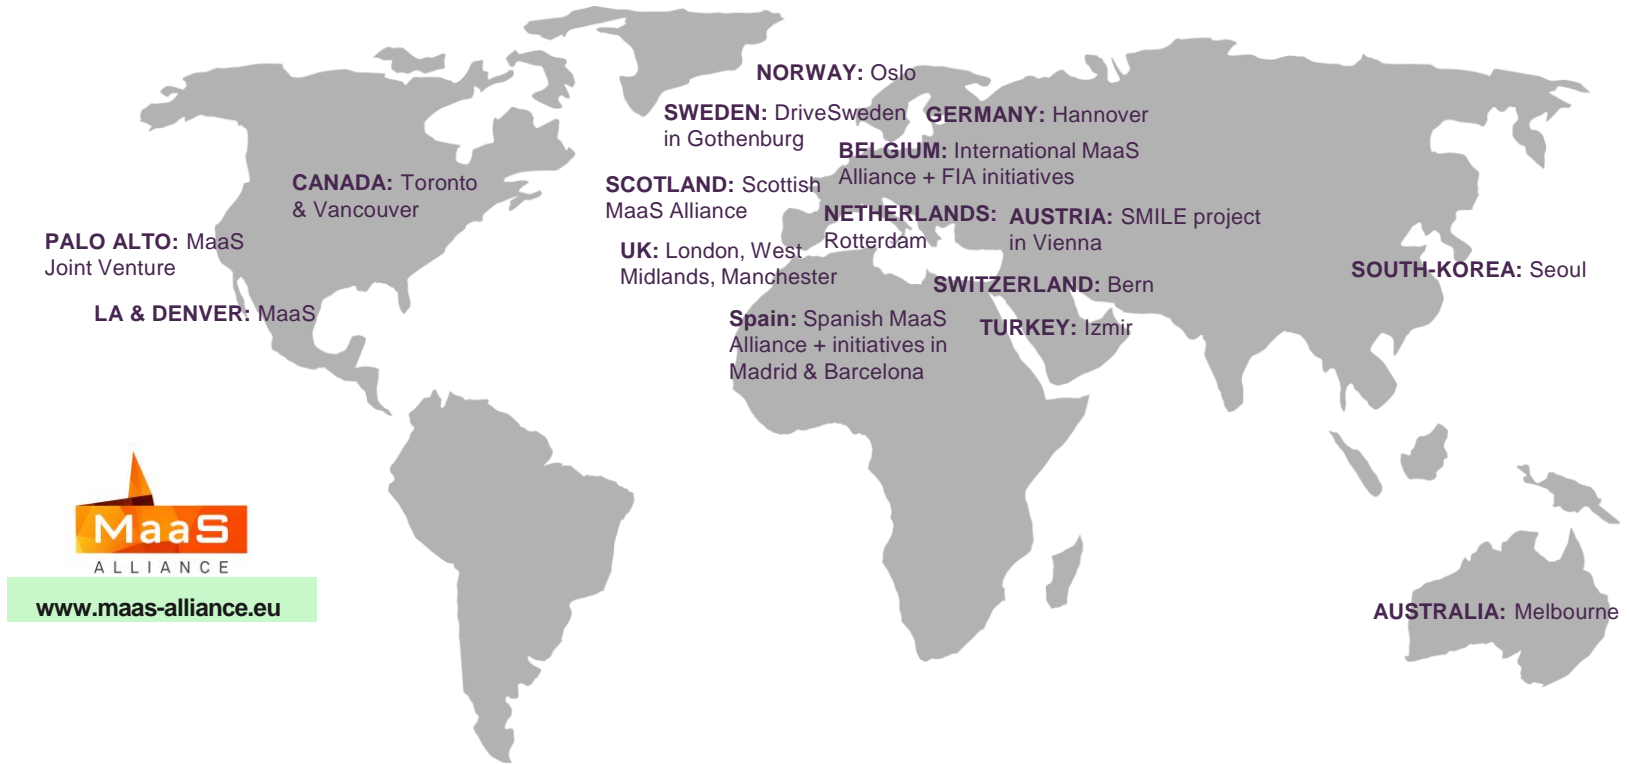 NORWAY: Oslo
SWEDEN: DriveSweden
in Gothenburg
GERMANY: Hannover
BELGIUM: International MaaS
Alliance + FIA initiatives
CANADA: Toronto
& Vancouver
SCOTLAND: Scottish
MaaS Alliance
NETHERLANDS:
Rotterdam
AUSTRIA: SMILE project
in Vienna
PALO ALTO: MaaS
Joint Venture
UK: London, West
Midlands, Manchester
SOUTH-KOREA: Seoul
SWITZERLAND: Bern
LA & DENVER: MaaS
Spain: Spanish MaaS
Alliance + initiatives in
Madrid & Barcelona
TURKEY: Izmir
MaaS
ALLIANCE
www.maas-alliance.eu
AUSTRALIA: Melbourne